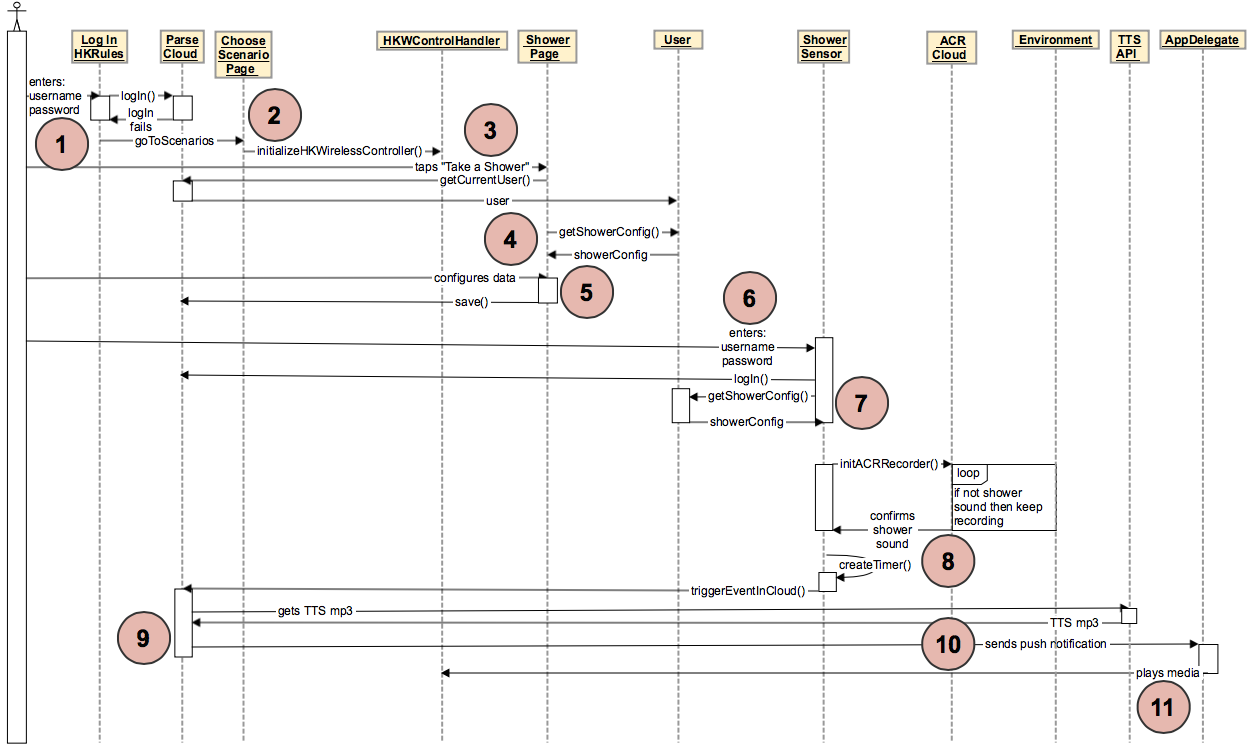 Log In
HKRules
Parse
Cloud
Choose
Scenario
Page
HKWControlHandler
Shower
Page
User
Shower
Sensor
ACR
Cloud
Environment
TTS
API
AppDelegate
enters:
username
password
logIn()
logIn
fails
1
2
goToScenarios
initializeHKWirelessController()
3
taps "Take a Shower"
getCurrentUser()
user
4
getShowerConfig()
showerConfig
configures data
5
save()
6
enters:
username
password
logIn()
7
getShowerConfig()
showerConfig
initACRRecorder()
loop
if not shower
sound then keep
recording
confirms
shower
sound
8
createTimer()
triggerEventInCloud()
9
gets TTS mp3
TTS mp3
10
sends push notification
plays media
11